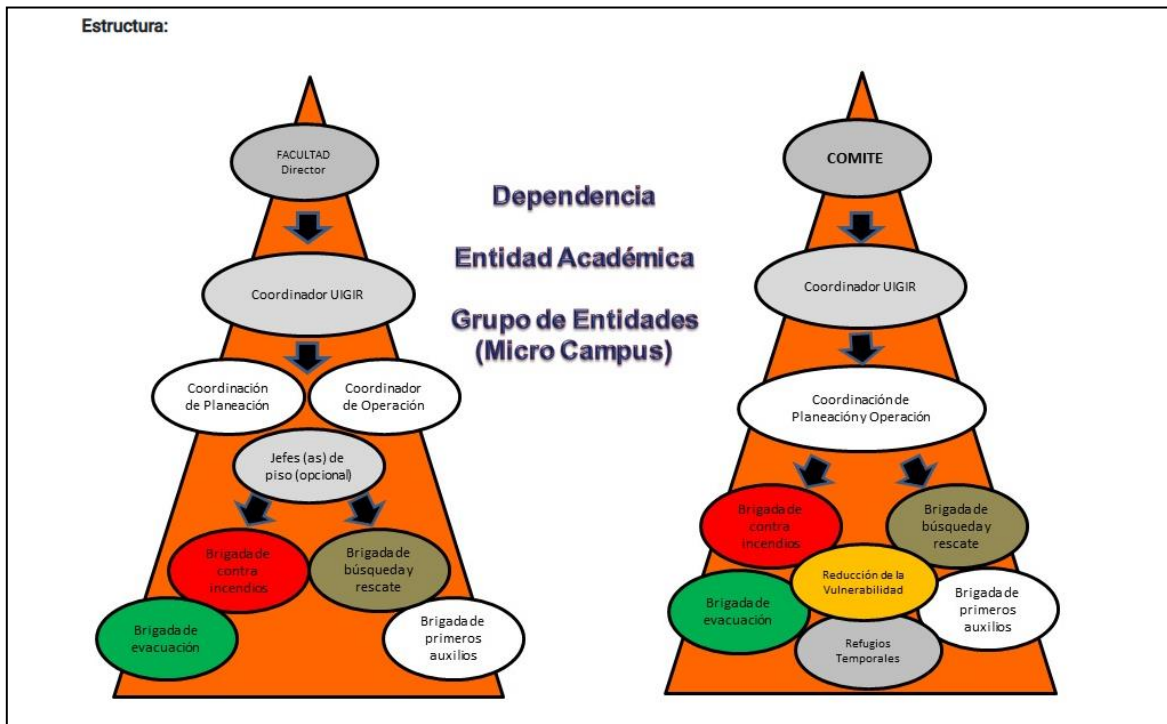 Estructura:
FACULTAD
Director
Coordinador UIGIR
Coordinación
de Planeación
Coordinador
de Operación
Jefes (as) de
piso (opcional)
Brigada de
contra
incendios
Brigada de
búsqueda y
rescate
Brigada de
evacuación
Brigada de
primeros
auxilios
Dependencia
Entidad Académica
Grupo de Entidades
(Micro Campus)
COMITE
Coordinador UIGIR
Coordinación de
Planeación y Operación
Brigada de
contra
incendios
Brigada de
búsqueda y
rescate
Reducción de la
Vulnerabilidad
Brigada de
evacuación
Brigada de
primeros
auxilios
Refugios
Temporales